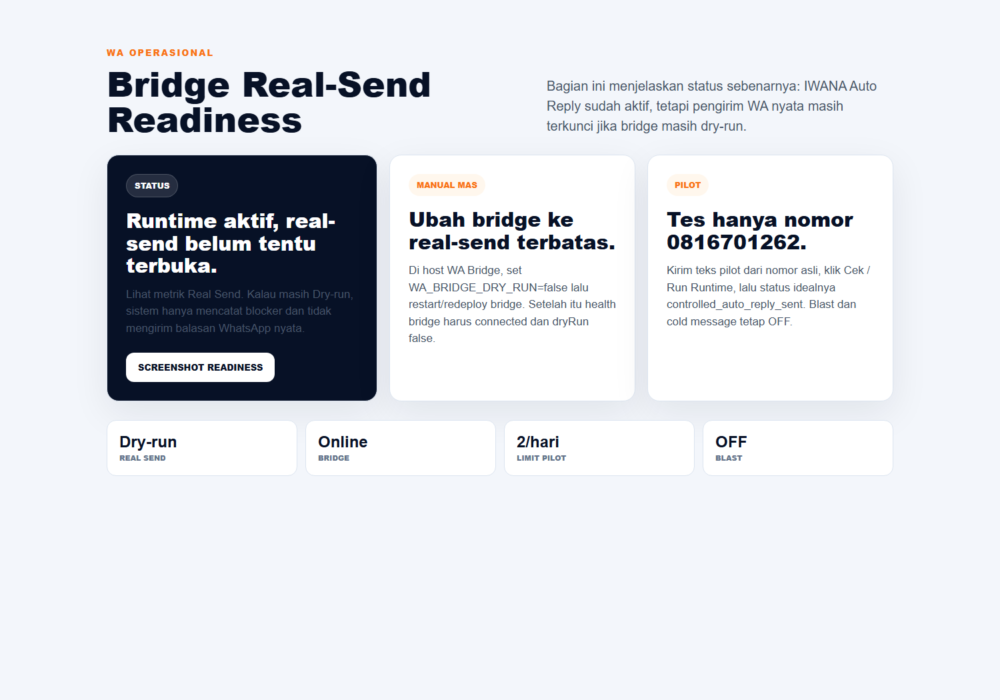 WA OPERASIONAL
Bridge Real-Send
Readiness
Bagian ini menjelaskan status sebenarnya: IWANA Auto
Reply sudah aktif, tetapi pengirim WA nyata masih
terkunci jika bridge masih dry-run.
STATUS
Runtime aktif, real-
send belum tentu
terbuka.
Lihat metrik Real Send. Kalau masih Dry-run,
sistem hanya mencatat blocker dan tidak
mengirim balasan WhatsApp nyata.
SCREENSHOT READINESS
MANUAL MAS
Ubah bridge ke
real-send terbatas.
Di host WA Bridge, set
WA_BRIDGE_DRY_RUN=false lalu
restart/redeploy bridge. Setelah itu health
bridge harus connected dan dryRun
false.
PILOT
Tes hanya nomor
0816701262.
Kirim teks pilot dari nomor asli, klik Cek /
Run Runtime, lalu status idealnya
controlled_auto_reply_sent. Blast dan
cold message tetap OFF.
Dry-run
REAL SEND
Online
BRIDGE
2/hari
LIMIT PILOT
OFF
BLAST